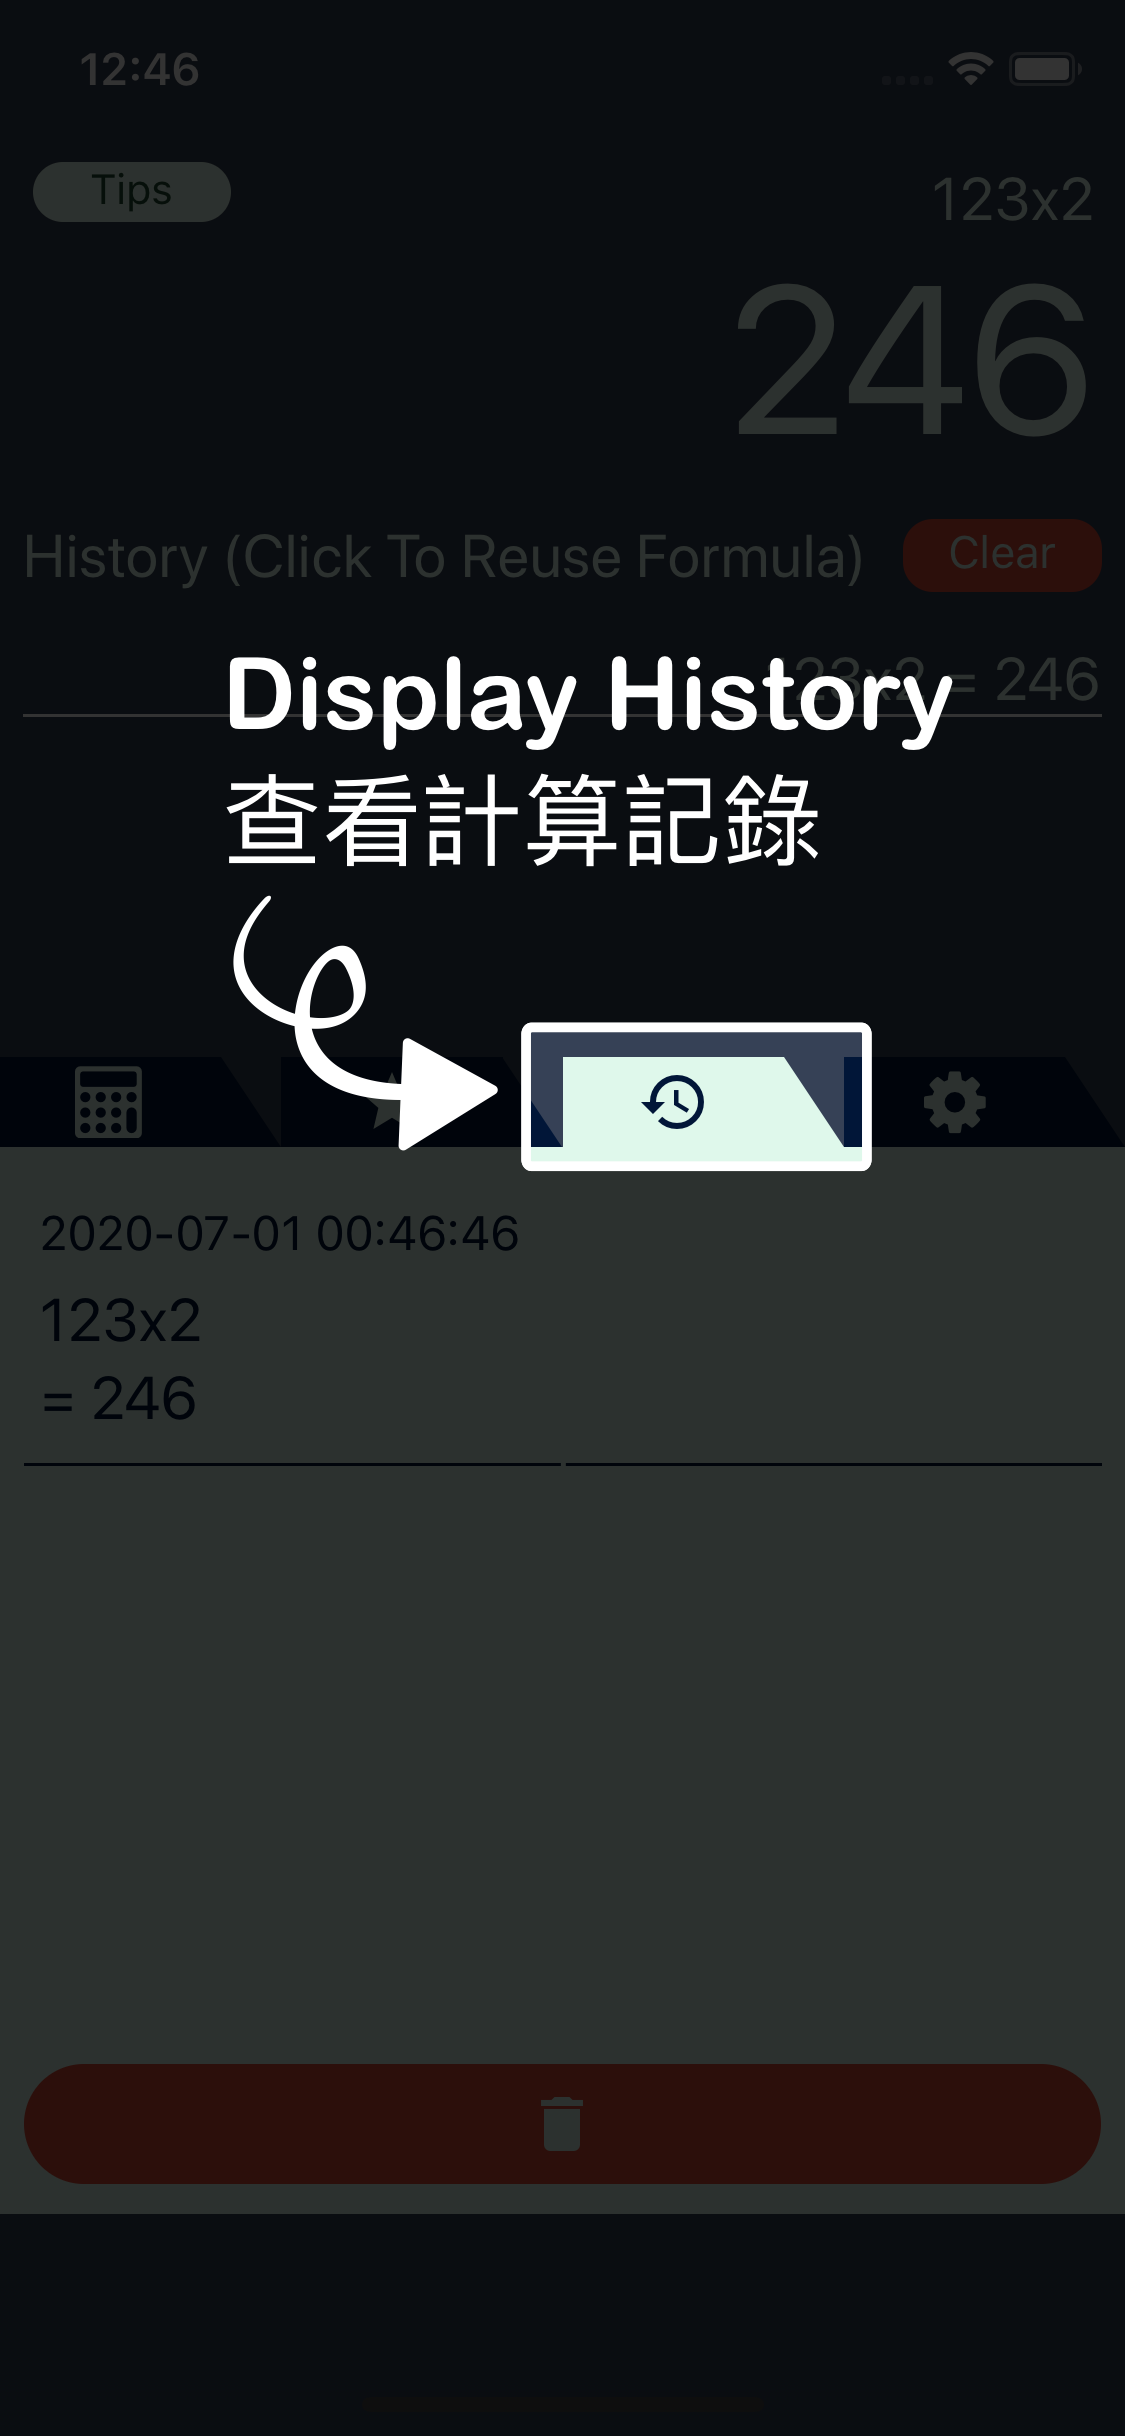 12:46
Tips
123x2
246
History (Click To Reuse Formula)
Clear
123x2 = 246
Display History
查看計算記錄
2020-07-01 00:46:46
123x2
= 246